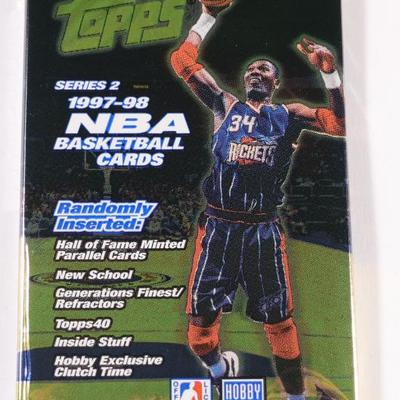 TOPPS
SERIES 2
1997-98
NBA
BASKETBALL
CARDS
34
ROCKETS
Randomly
Inserted:
Hall of Fame Minted
Parallel Cards
New School
Generations Finest/
Refractors
Topps40
Inside Stuff
Hobby Exclusive
Clutch Time
HOBBY